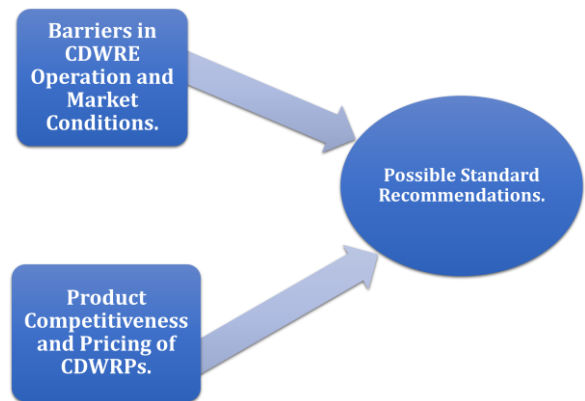 Barriers in
CDWRE
Operation and
Market
Conditions.
Possible Standard
Recommendations.
Product
Competitiveness
and Pricing of
CDWRPs.